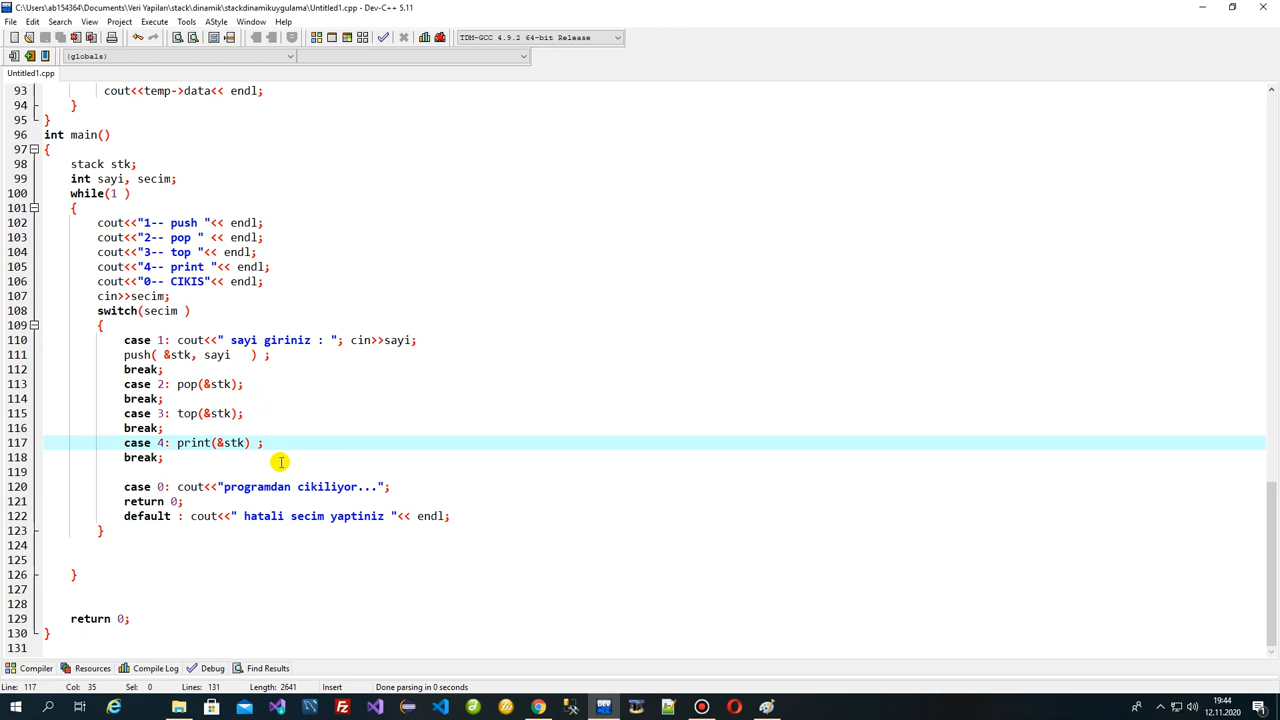 C:\Users\ab154364\Documents\Veri Yapilan\stack\dinamik\stackdinamikuygulama\Untitled1.cpp - Dev-C++ 5.11
File Edit Search View Project Execute Tools AStyle Window Help
TDM-GCC 4.9.2 64-bit Release
(globals)
Untitled1.cpp
93 cout<<temp->data<< endl;
94 }
95 }
96 int main()
97 {
98 stack stk;
99 int sayi, secim;
100 while(1 )
101 {
102 cout<<"1-- push "<< endl;
103 cout<<"2-- pop " << endl;
104 cout<<"3-- top "<< endl;
105 cout<<"4-- print "<< endl;
106 cout<<"0-- CIKIS"<< endl;
107 cin>>secim;
108 switch(secim )
109 {
110 case 1: cout<<" sayi giriniz : "; cin>>sayi;
111 push( &stk, sayi   ) ;
112 break;
113 case 2: pop(&stk);
114 break;
115 case 3: top(&stk);
116 break;
117 case 4: print(&stk) ;
118 break;
119
120 case 0: cout<<"programdan cikiliyor...";
121 return 0;
122 default : cout<<" hatali secim yaptiniz "<< endl;
123 }
124
125
126 }
127
128
129 return 0;
130 }
131
Compiler Resources Compile Log Debug Find Results
Line: 117 Col: 35 Sel: 0 Lines: 131 Length: 2641 Insert Done parsing in 0 seconds
19:44
12.11.2020